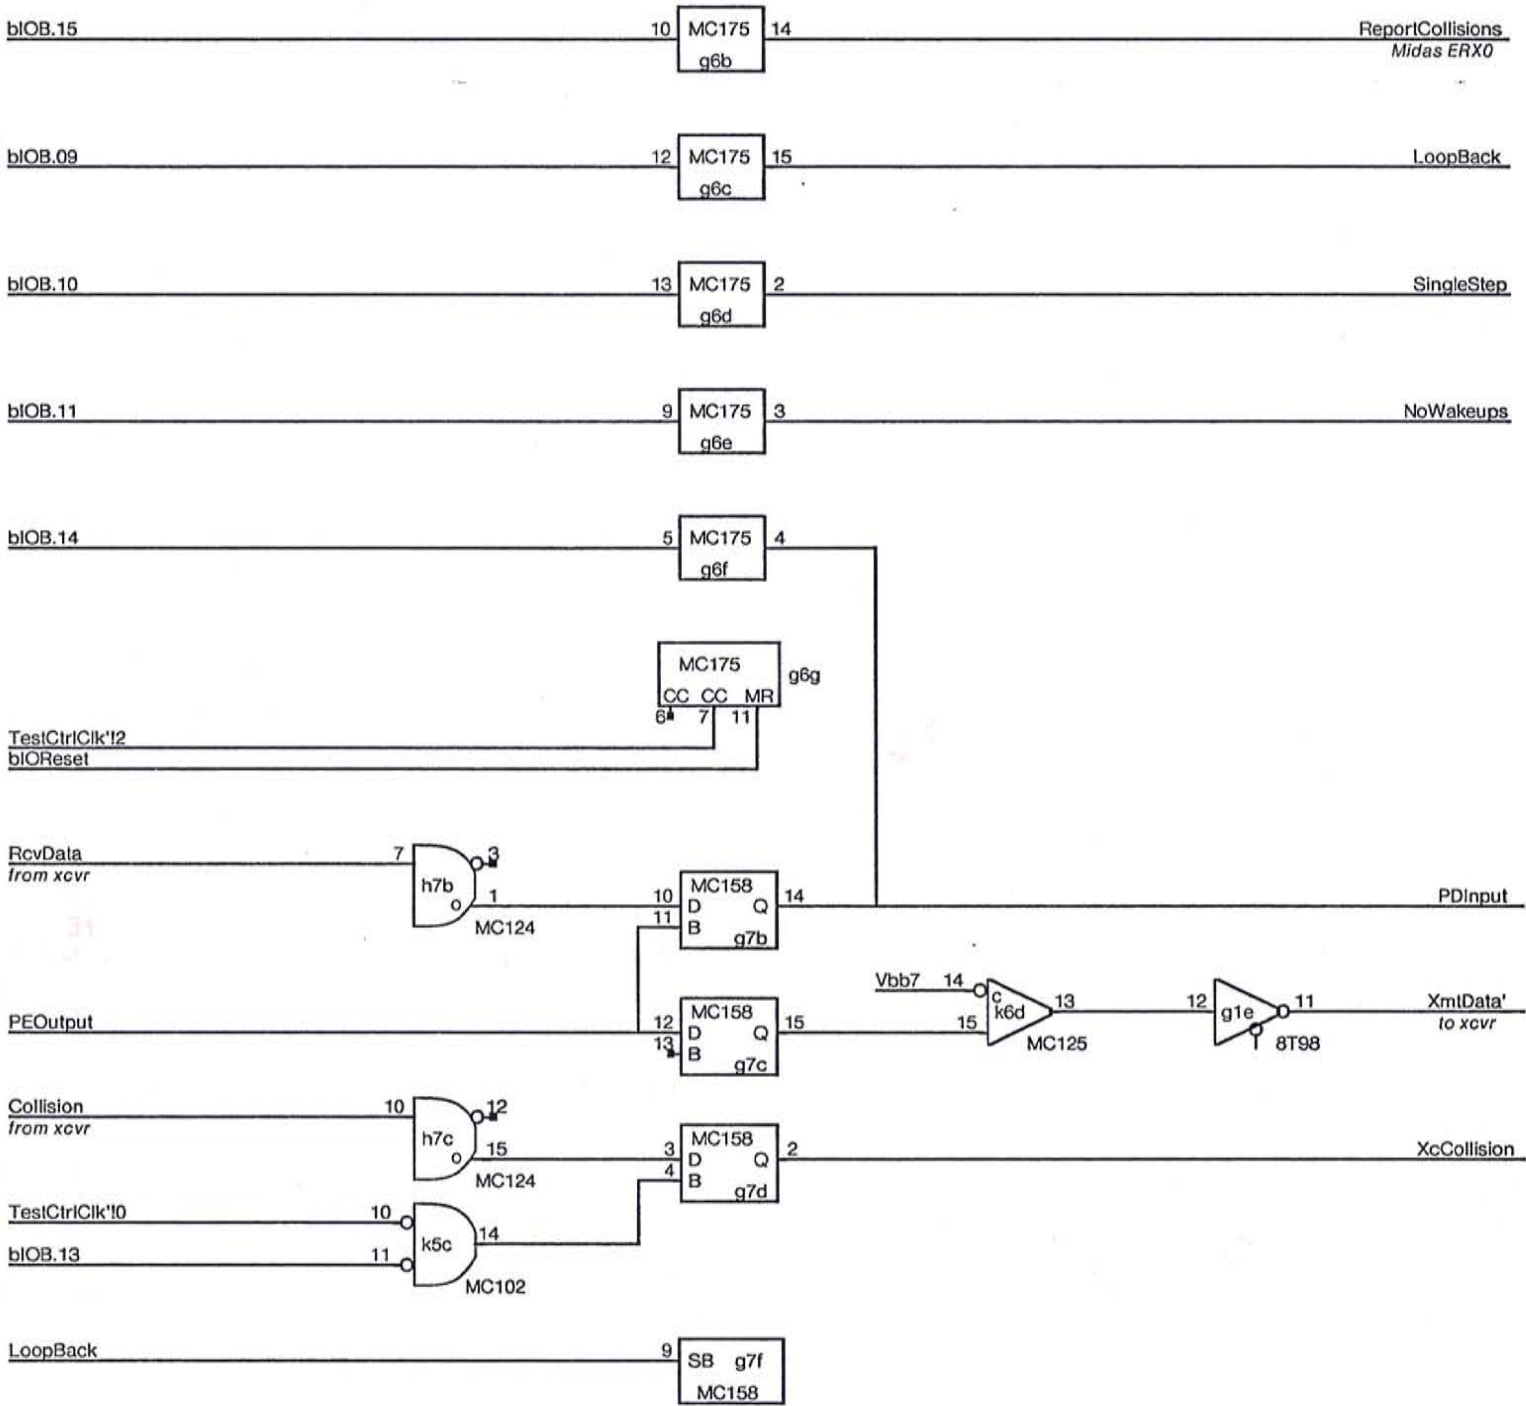 bIOB.15 10 MC175 14 ReportCollisions
g6b Midas ERX0
bIOB.09 12 MC175 15 LoopBack
g6c
bIOB.10 13 MC175 2 SingleStep
g6d
bIOB.11 9 MC175 3 NoWakeups
g6e
bIOB.14 5 MC175 4
g6f
MC175 g6g
CC CC MR
6 7 11
TestCtrlClk'!2
bIOReset
RcvData 7 3
from xcvr h7b
o 1 10 MC158 14 PDInput
D Q
MC124 11 B g7b
Vbb7 14 c k6d 13 12 g1e 11 XmtData'
to xcvr
PEOutput 12 MC158 15 15 MC125 8T98
D Q
13 B g7c
Collision 10 12
from xcvr h7c
o 15 3 MC158 2 XcCollision
D Q
MC124 4 B g7d
TestCtrlClk'!0 10
k5c 14
bIOB.13 11
MC102
LoopBack 9 SB g7f
MC158